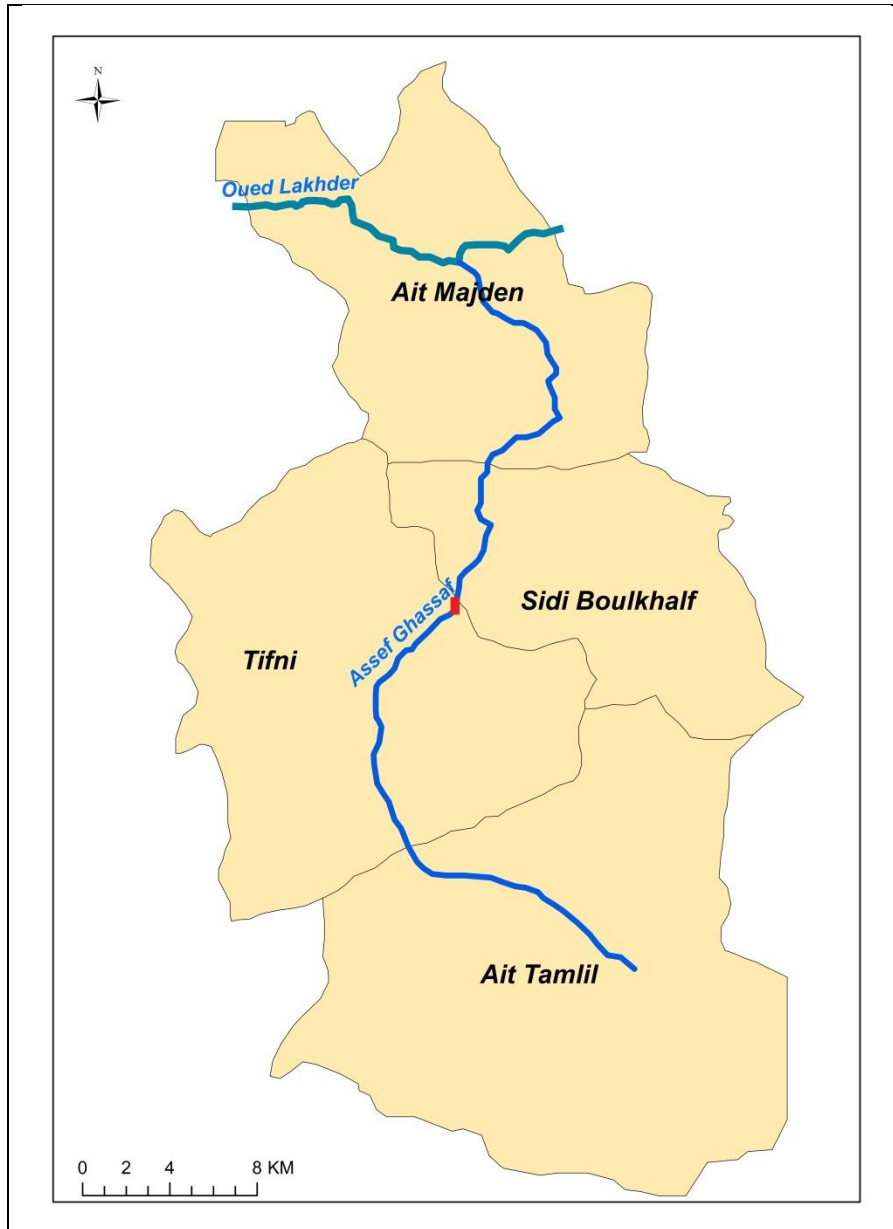 N
Oued Lakhder
Ait Majden
Sidi Boulkhalf
Assef Ghassaf
Tifni
Ait Tamlil
0 2 4 8 KM